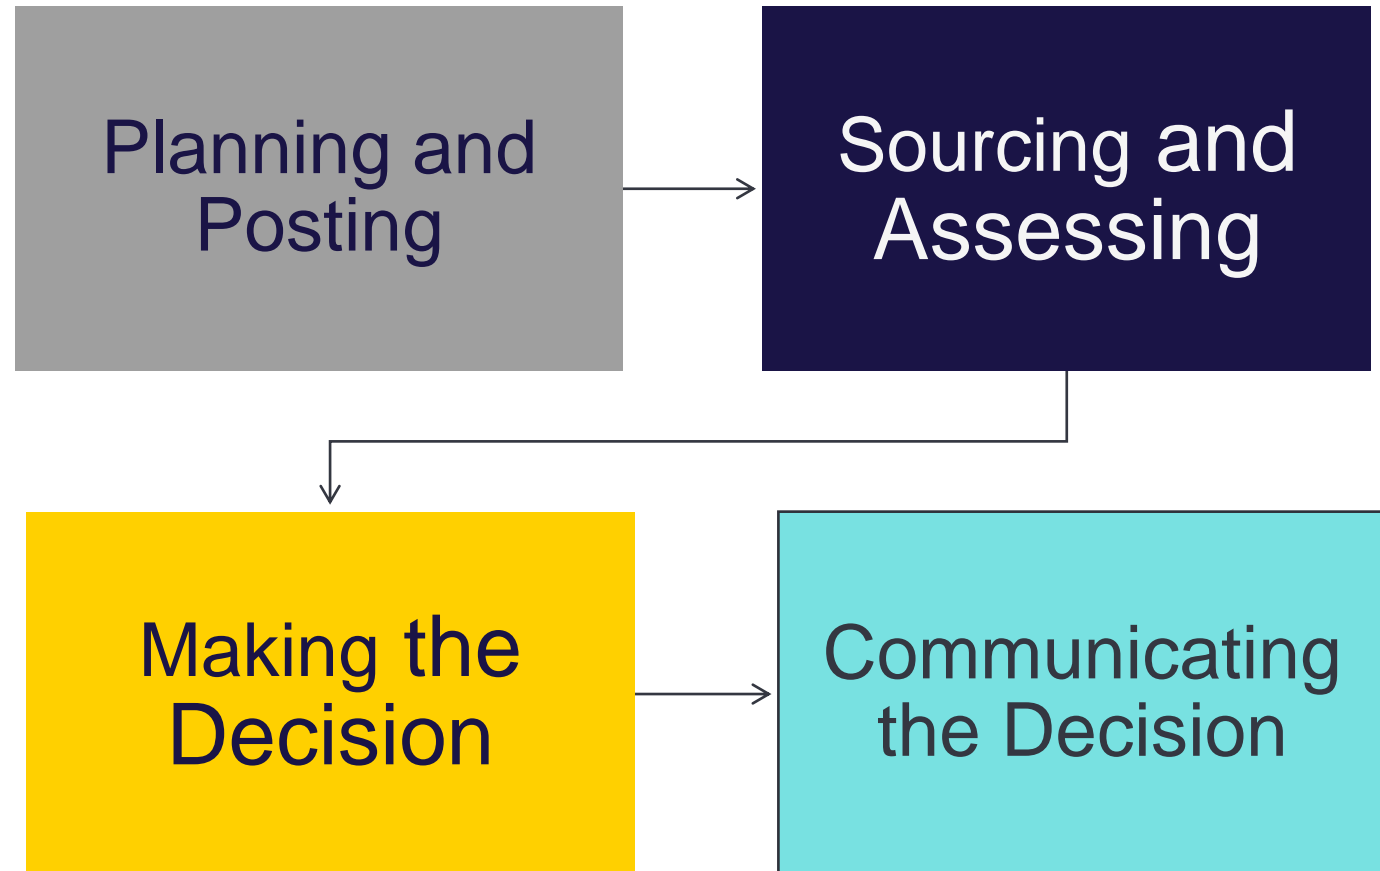 Planning and
Posting
Sourcing and
Assessing
Making the
Decision
Communicating
the Decision